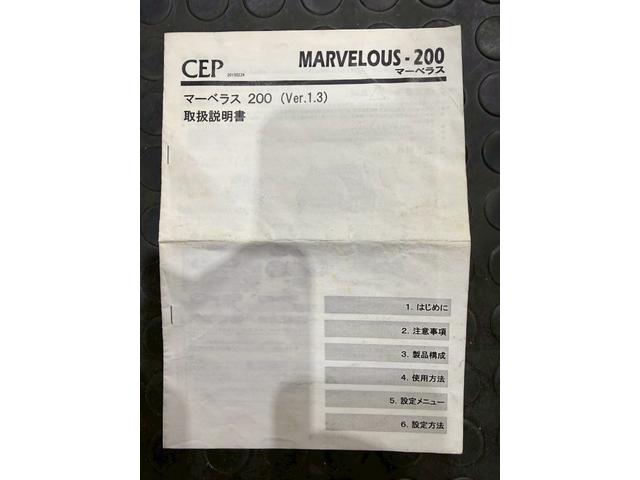 CEP
MARVELOUS - 200
マーベラス
マーベラス 200 (Ver.1.3)
取扱説明書
1. はじめに
2. 注意事項
3. 製品構成
4. 使用方法
5. 設定メニュー
6. 設定方法